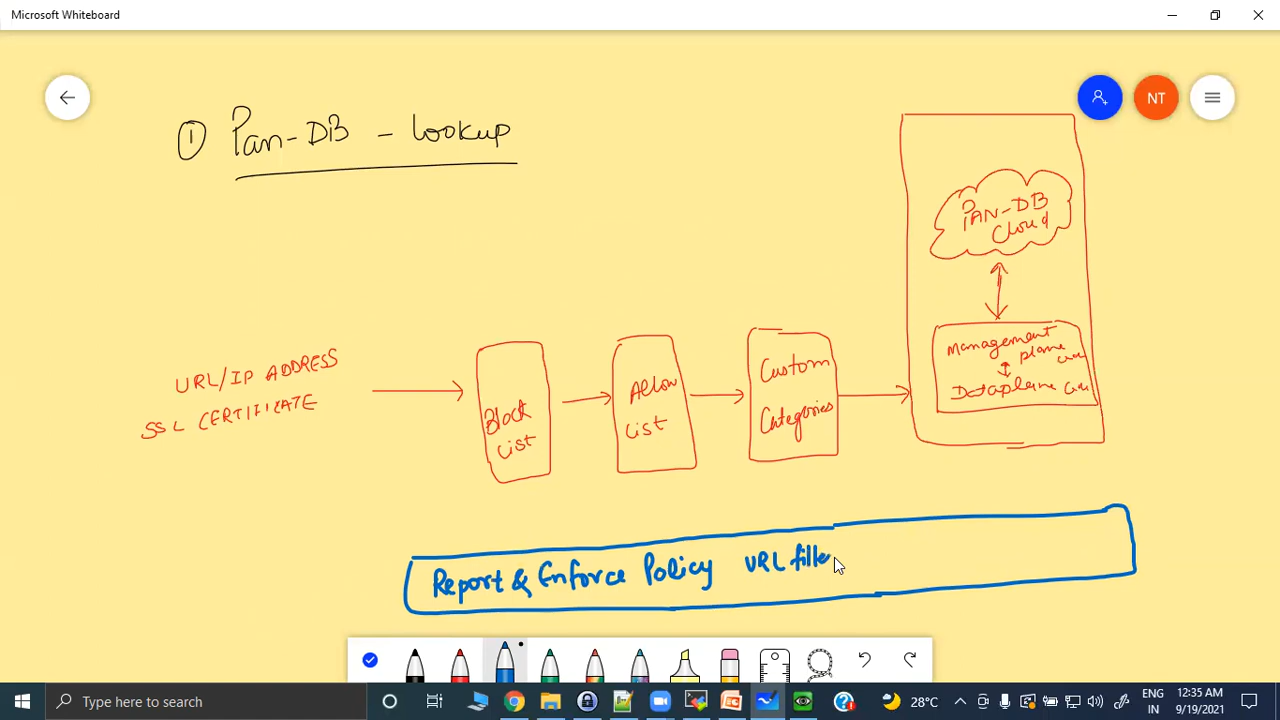 Microsoft Whiteboard
NT
① Pan-DB - lookup
PAN-DB
Cloud
Management
plane
Dataplane
URL/IP ADDRESS
SSL CERTIFICATE
Block
List
Allow
List
Custom
Categories
Report & Enforce Policy URL filte
Type here to search
28°C
ENG
IN
12:35 AM
9/19/2021